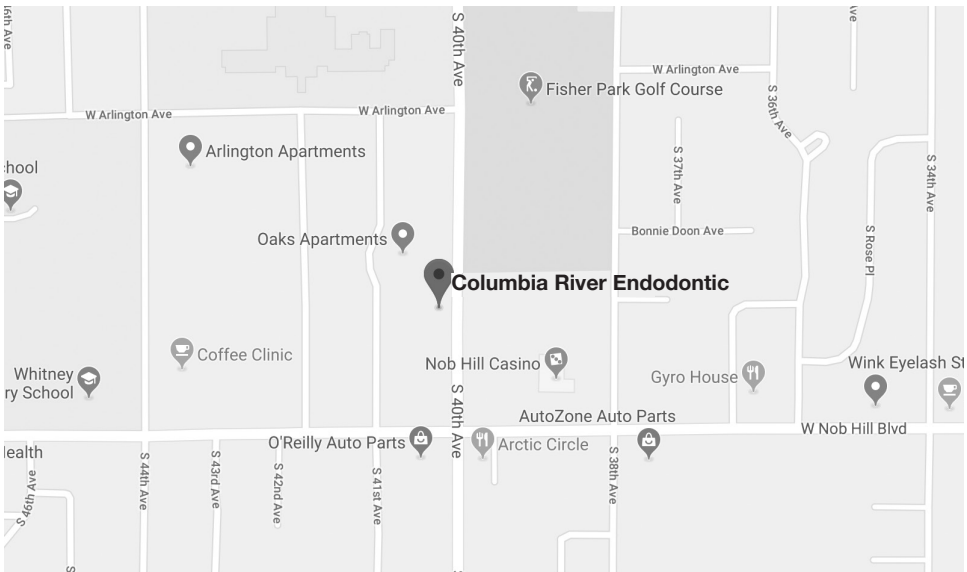 S 40th Ave
16th Ave
ve
W Arlington Ave
Fisher Park Golf Course
W Arlington Ave
W Arlington Ave
S 36th Ave
Arlington Apartments
chool
S 37th Ave
S 34th Ave
Oaks Apartments
Bonnie Doon Ave
S Rose Pl
Columbia River Endodontic
Coffee Clinic
Nob Hill Casino
Wink Eyelash St
Whitney
ry School
Gyro House
S 40th Ave
AutoZone Auto Parts
W Nob Hill Blvd
O'Reilly Auto Parts
Arctic Circle
lealth
S 46th Ave
S 44th Ave
S 43rd Ave
S 42nd Ave
S 41st Ave
S 38th Ave
S
S